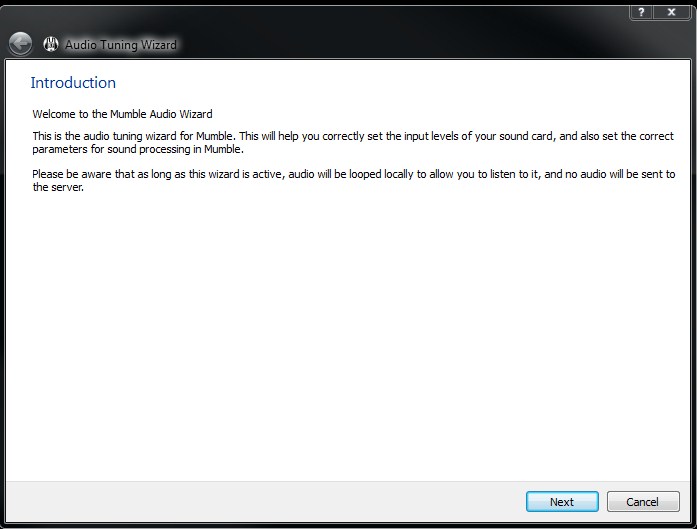 ?
Audio Tuning Wizard
Introduction
Welcome to the Mumble Audio Wizard
This is the audio tuning wizard for Mumble. This will help you correctly set the input levels of your sound card, and also set the correct
parameters for sound processing in Mumble.
Please be aware that as long as this wizard is active, audio will be looped locally to allow you to listen to it, and no audio will be sent to
the server.
Next Cancel